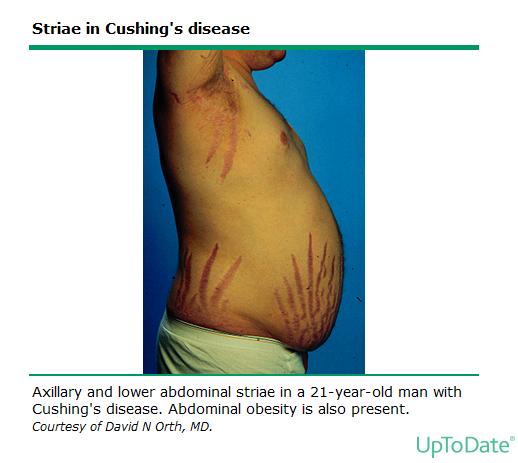 Striae in Cushing's disease
Axillary and lower abdominal striae in a 21-year-old man with
Cushing's disease. Abdominal obesity is also present.
Courtesy of David N Orth, MD.
UpToDate®